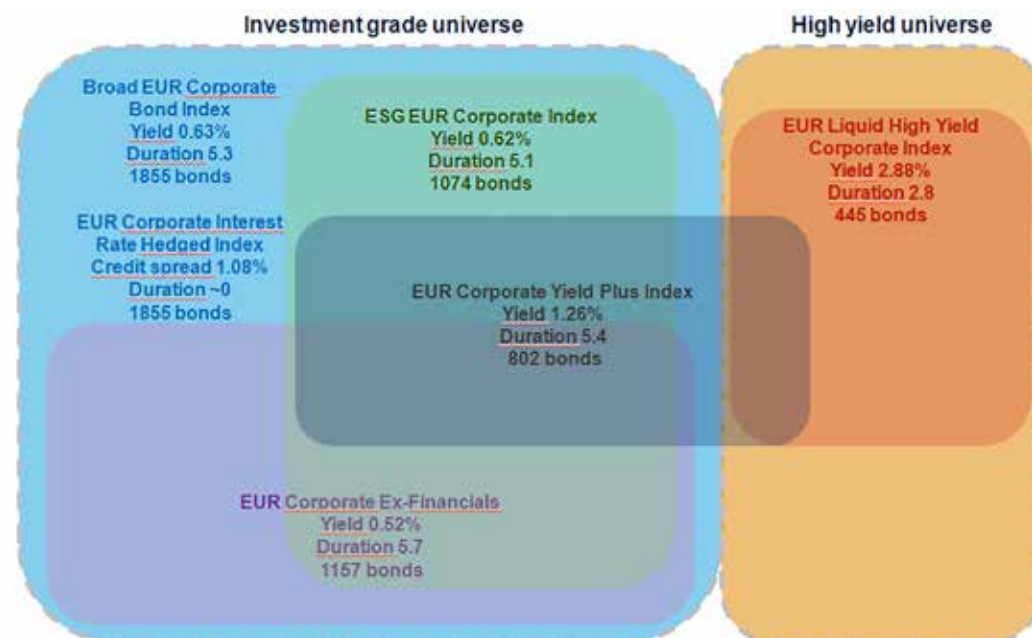 Investment grade universe
High yield universe
Broad EUR Corporate
Bond Index
Yield 0.63%
Duration 5.3
1855 bonds
ESG EUR Corporate Index
Yield 0.62%
Duration 5.1
1074 bonds
EUR Liquid High Yield
Corporate Index
Yield 2.88%
Duration 2.8
445 bonds
EUR Corporate Interest
Rate Hedged Index
Credit spread 1.08%
Duration ~0
1855 bonds
EUR Corporate Yield Plus Index
Yield 1.26%
Duration 5.4
802 bonds
EUR Corporate Ex-Financials
Yield 0.52%
Duration 5.7
1157 bonds